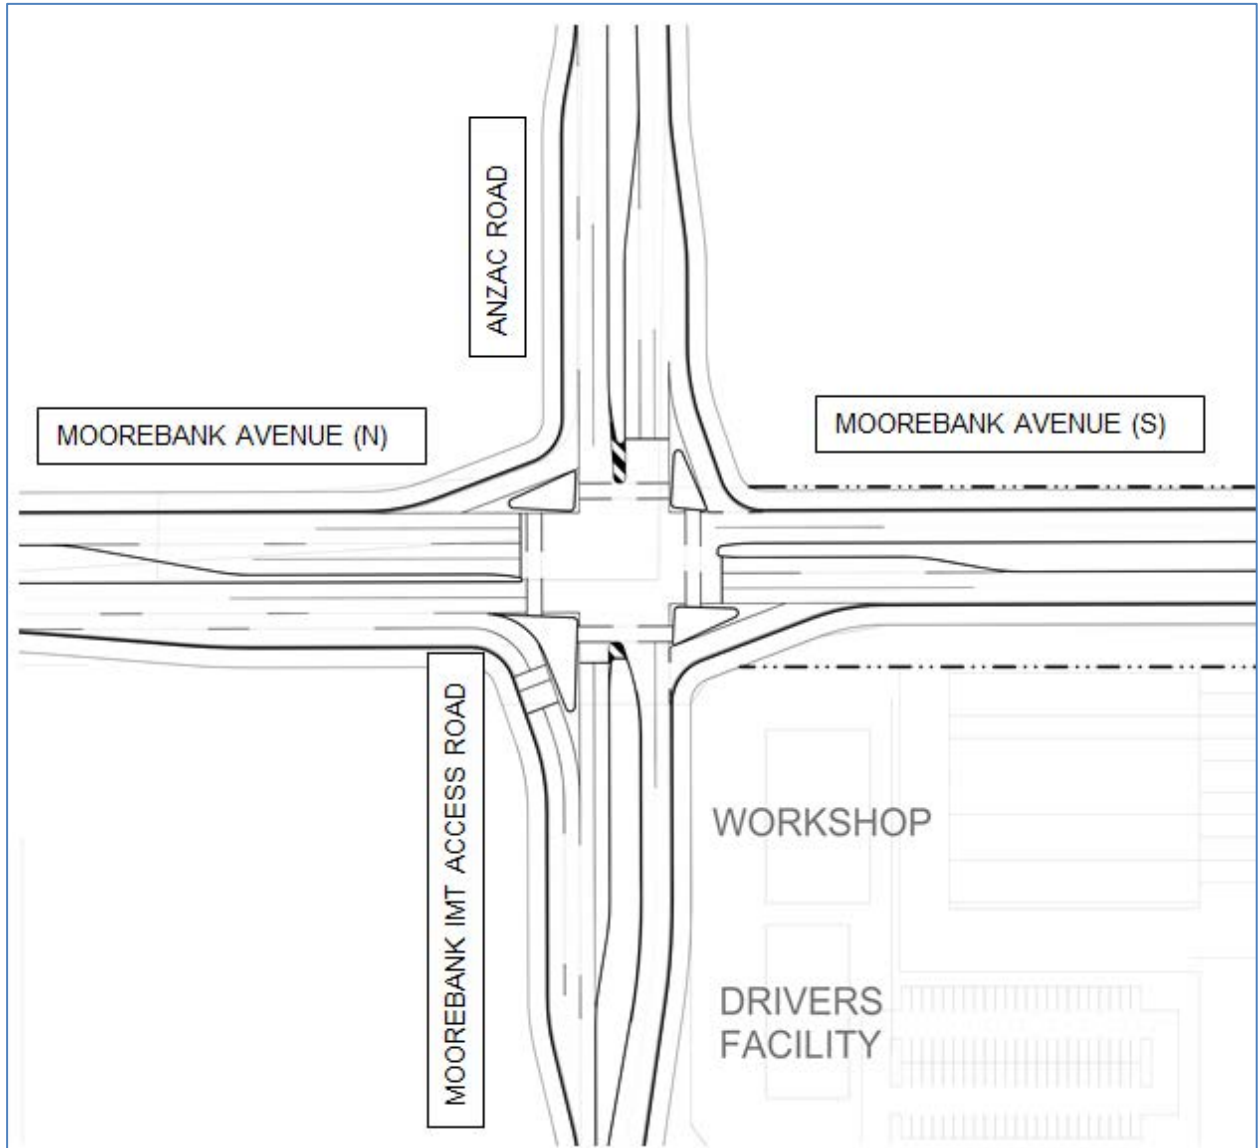 ANZAC ROAD
MOOREBANK AVENUE (N)
MOOREBANK AVENUE (S)
MOOREBANK IMT ACCESS ROAD
WORKSHOP
DRIVERS
FACILITY